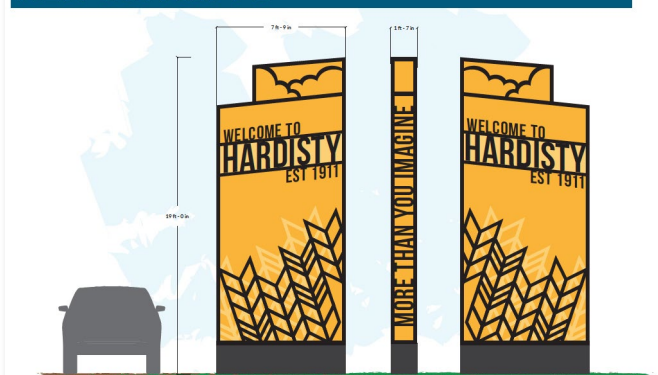 7 ft - 9 in
1 ft - 7 in
19 ft - 0 in
WELCOME TO
HARDISTY
EST 1911
MORE THAN YOU IMAGINE
WELCOME TO
HARDISTY
EST 1911